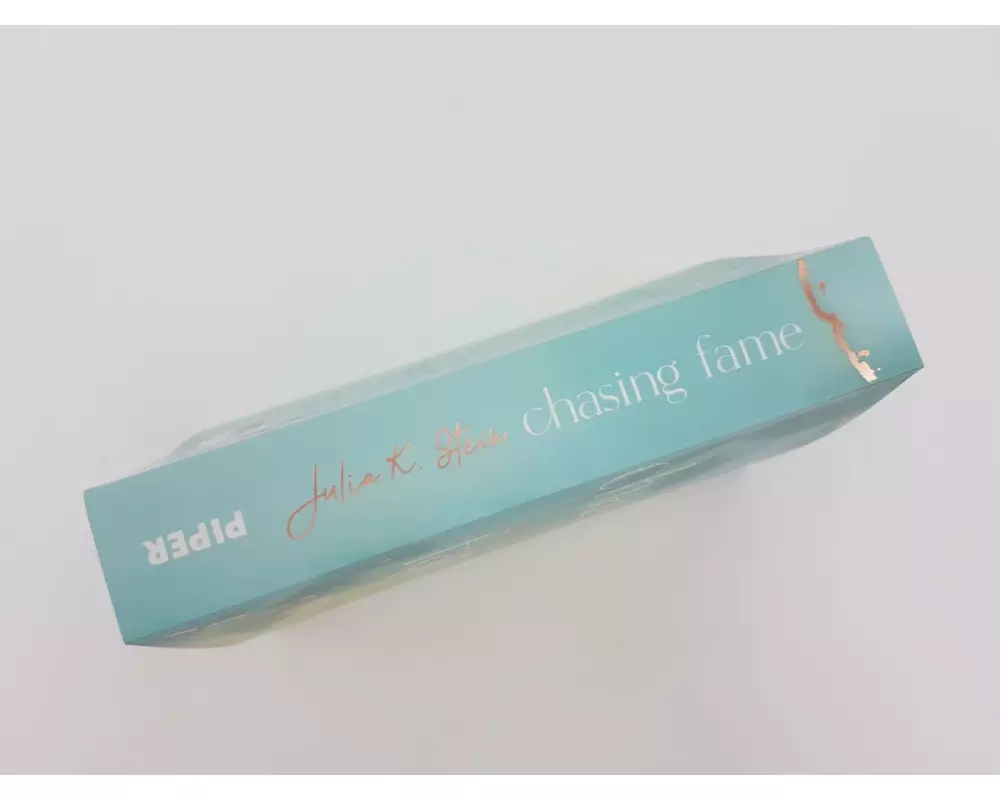 PIPER
Julia K. Stein
chasing fame